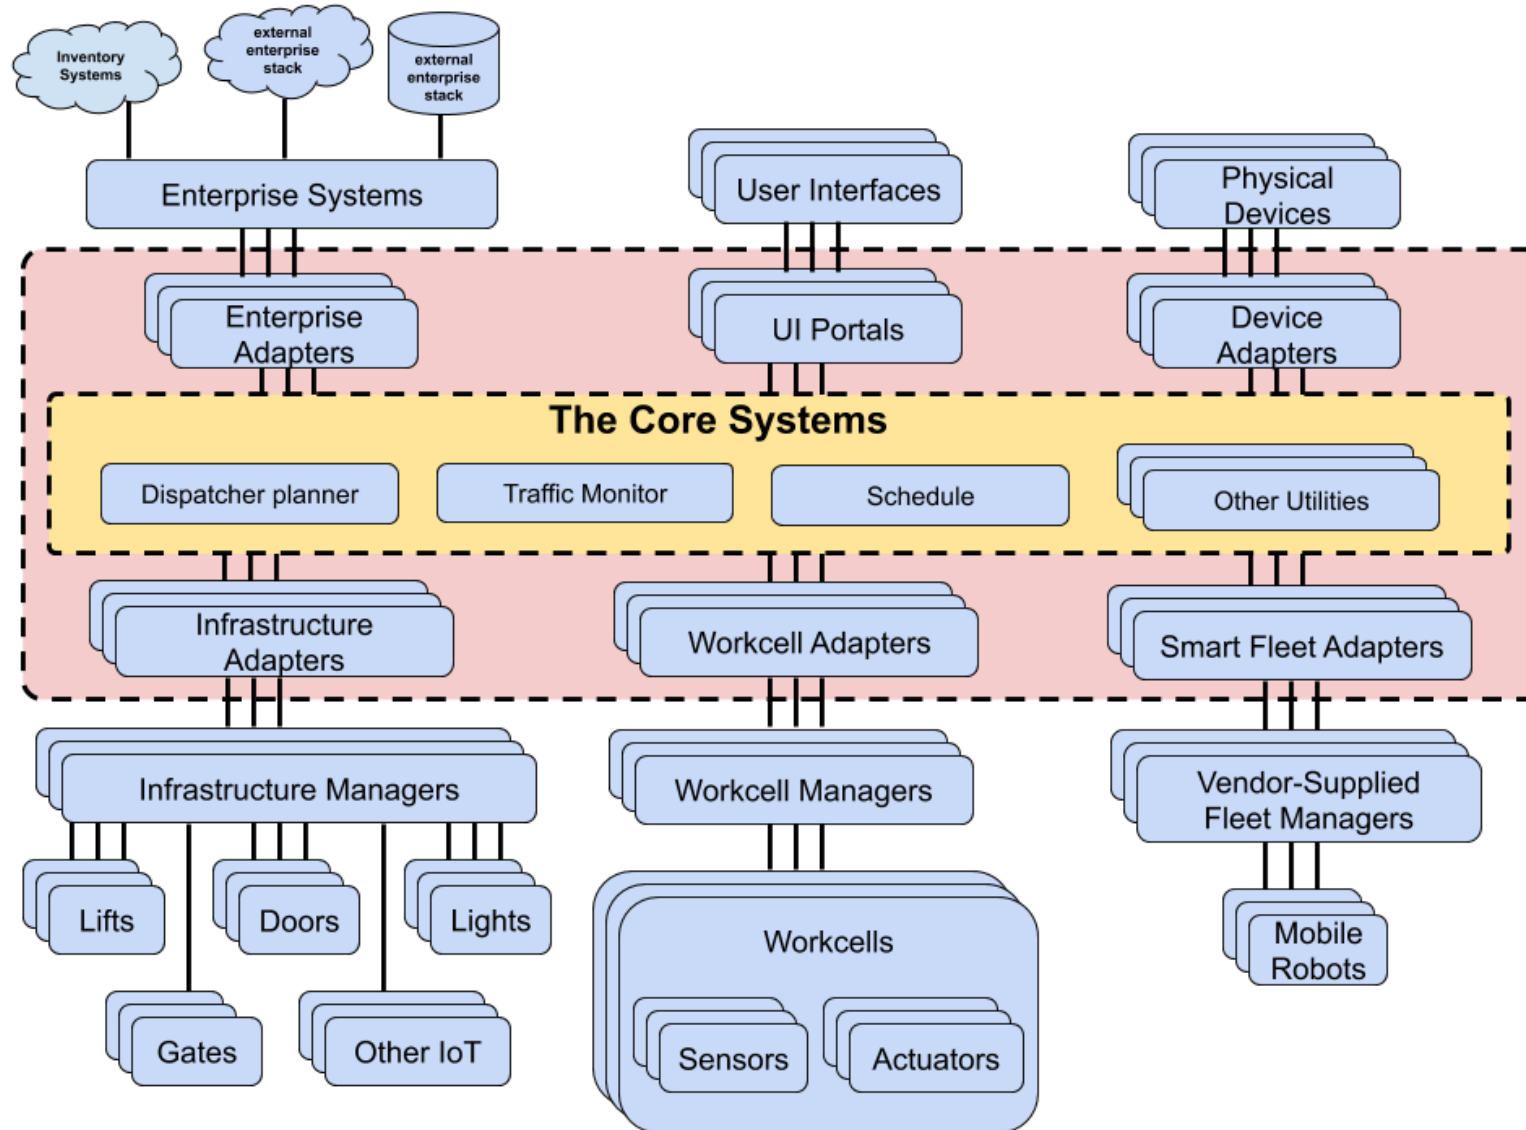 Inventory
Systems
external
enterprise
stack
external
enterprise
stack
Enterprise Systems
User Interfaces
Physical
Devices
Enterprise
Adapters
UI Portals
Device
Adapters
The Core Systems
Dispatcher planner
Traffic Monitor
Schedule
Other Utilities
Infrastructure
Adapters
Workcell Adapters
Smart Fleet Adapters
Infrastructure Managers
Workcell Managers
Vendor-Supplied
Fleet Managers
Lifts
Doors
Lights
Workcells
Mobile
Robots
Gates
Other IoT
Sensors
Actuators